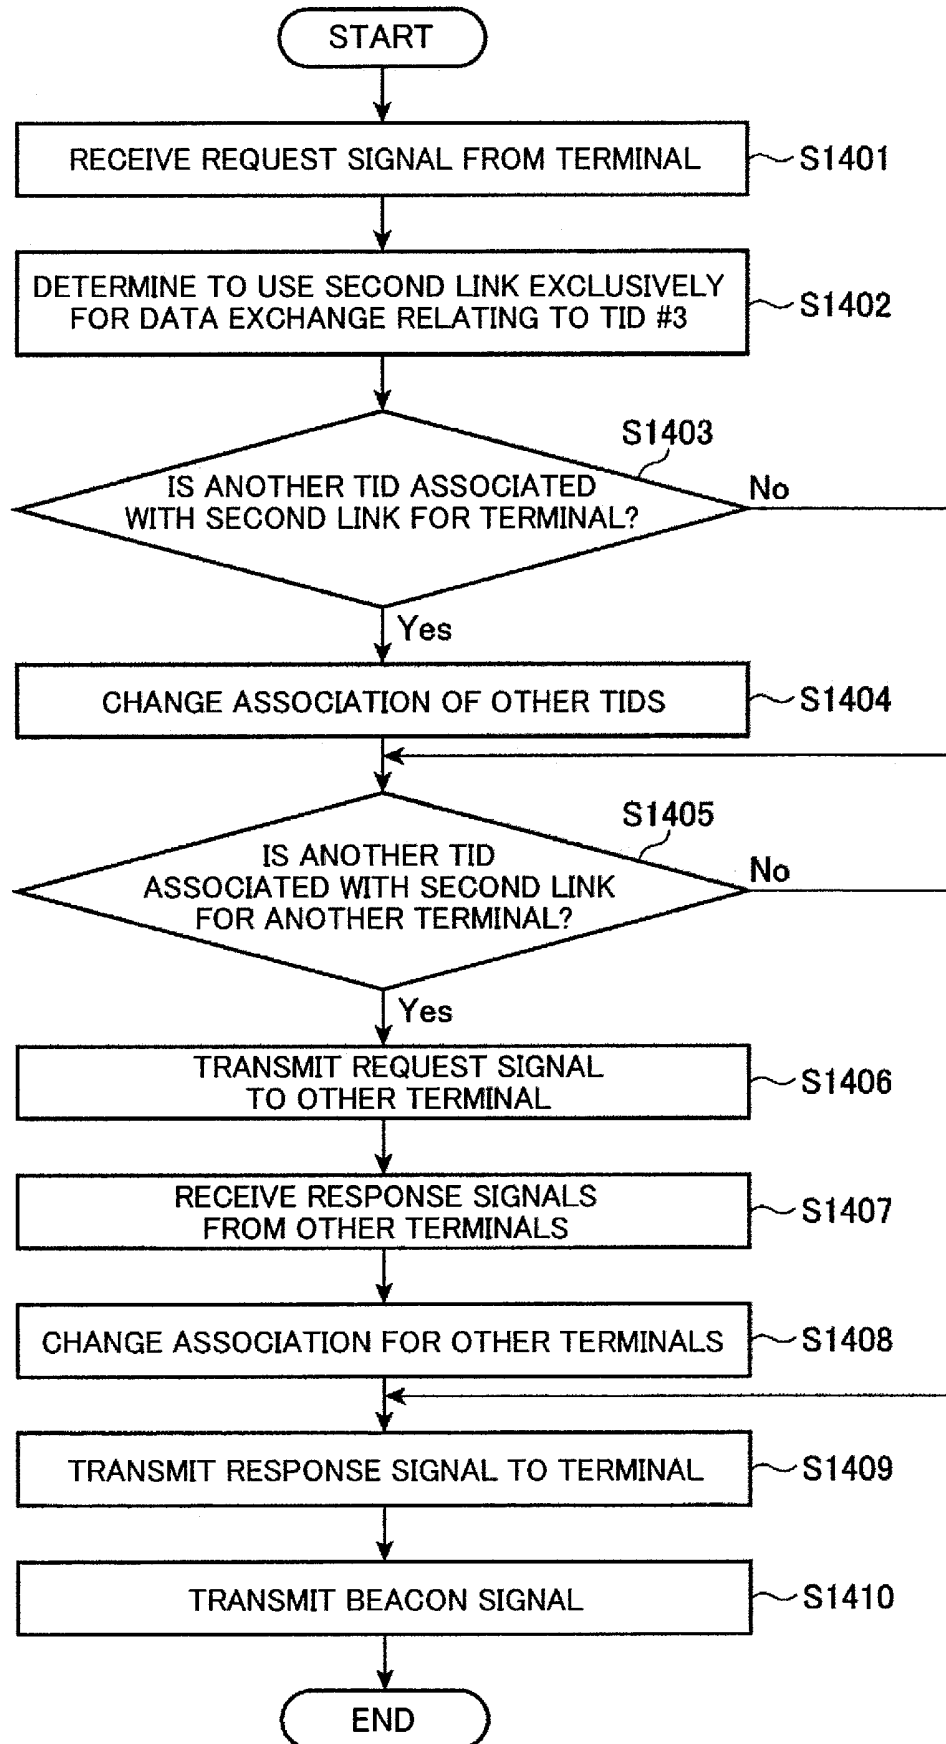 START
RECEIVE REQUEST SIGNAL FROM TERMINAL
S1401
DETERMINE TO USE SECOND LINK EXCLUSIVELY
FOR DATA EXCHANGE RELATING TO TID #3
S1402
S1403
IS ANOTHER TID ASSOCIATED
WITH SECOND LINK FOR TERMINAL?
No
Yes
CHANGE ASSOCIATION OF OTHER TIDS
S1404
S1405
IS ANOTHER TID
ASSOCIATED WITH SECOND LINK
FOR ANOTHER TERMINAL?
No
Yes
TRANSMIT REQUEST SIGNAL
TO OTHER TERMINAL
S1406
RECEIVE RESPONSE SIGNALS
FROM OTHER TERMINALS
S1407
CHANGE ASSOCIATION FOR OTHER TERMINALS
S1408
TRANSMIT RESPONSE SIGNAL TO TERMINAL
S1409
TRANSMIT BEACON SIGNAL
S1410
END